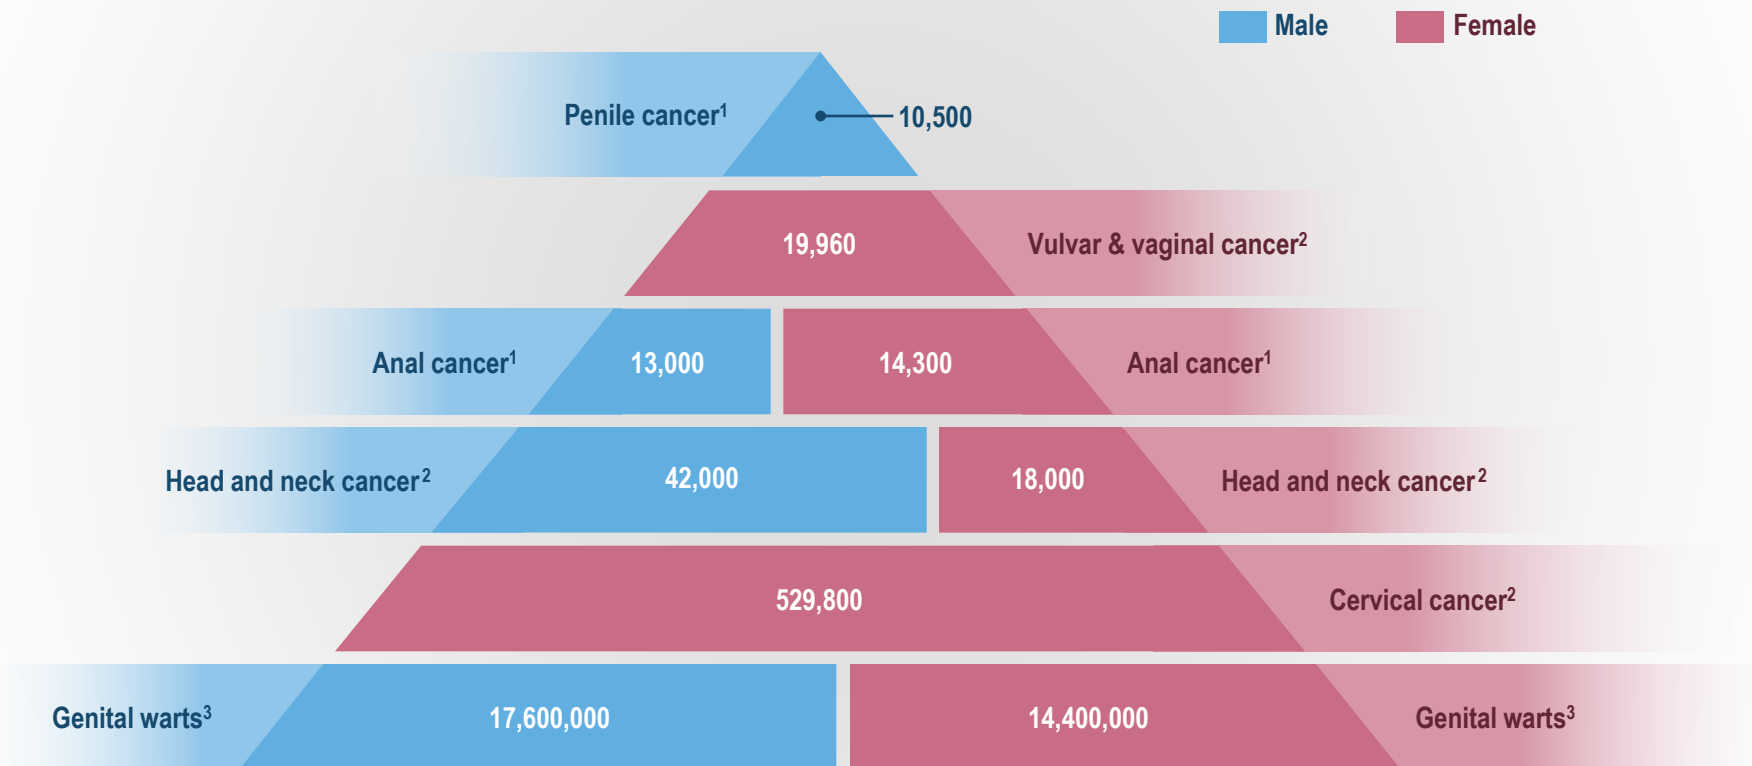 Male Female
Penile cancer¹ 10,500
19,960 Vulvar & vaginal cancer²
Anal cancer¹ 13,000 14,300 Anal cancer¹
Head and neck cancer² 42,000 18,000 Head and neck cancer²
529,800 Cervical cancer²
Genital warts³ 17,600,000 14,400,000 Genital warts³